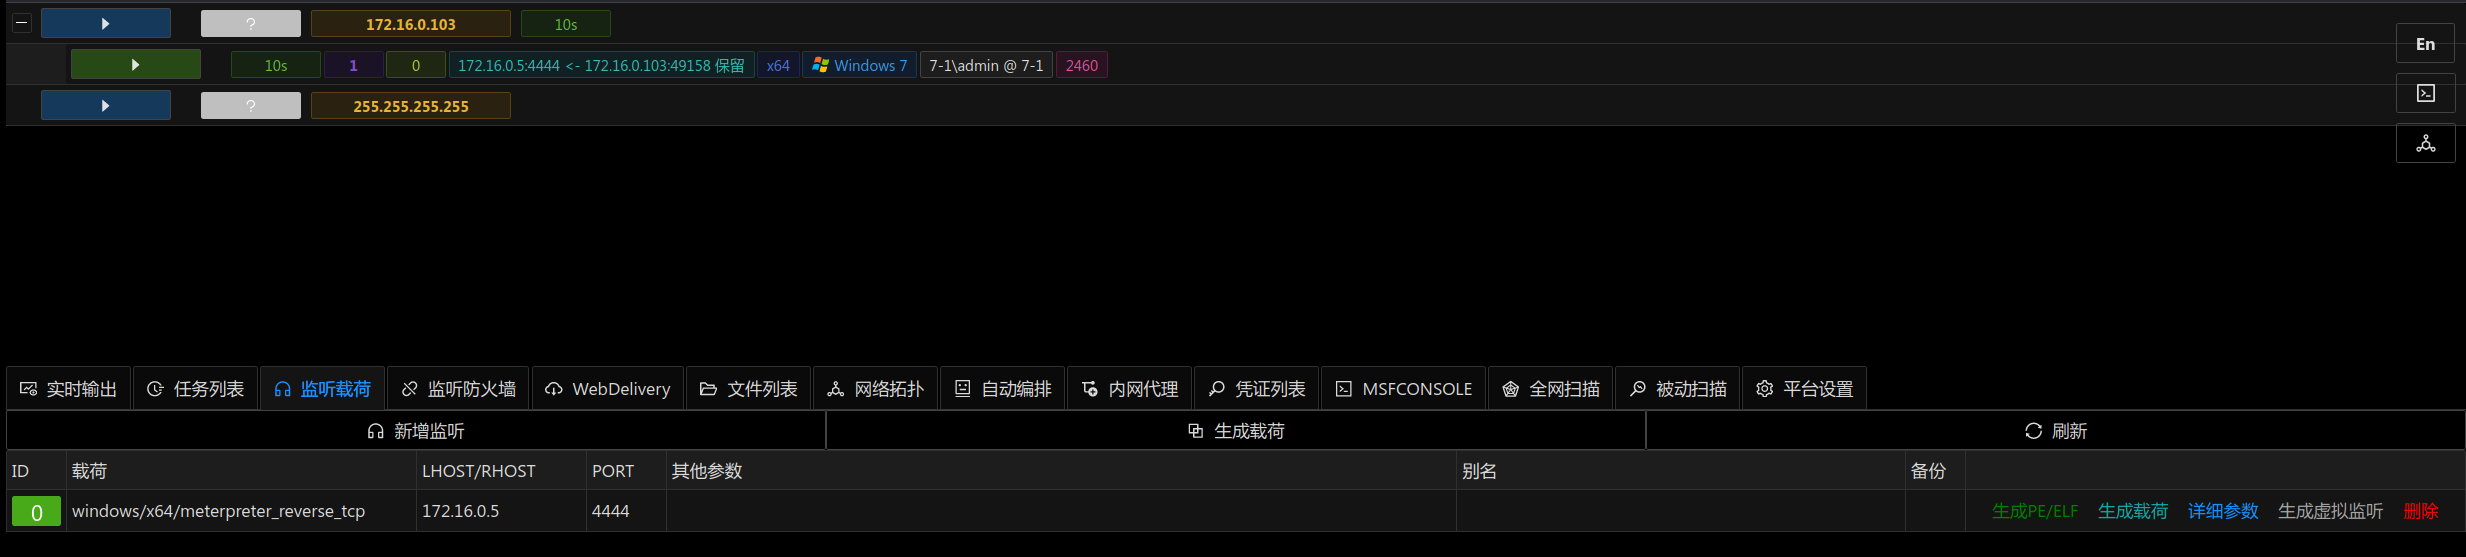 ? 172.16.0.103 10s
En
10s 1 0 172.16.0.5:4444 <- 172.16.0.103:49158 保留 x64 Windows 7 7-1\admin @ 7-1 2460
? 255.255.255.255
实时输出 任务列表 监听载荷 监听防火墙 WebDelivery 文件列表 网络拓扑 自动编排 内网代理 凭证列表 MSFCONSOLE 全网扫描 被动扫描 平台设置
新增监听 生成载荷 刷新
ID 载荷 LHOST/RHOST PORT 其他参数 别名 备份
0 windows/x64/meterpreter_reverse_tcp 172.16.0.5 4444 生成PE/ELF 生成载荷 详细参数 生成虚拟监听 删除